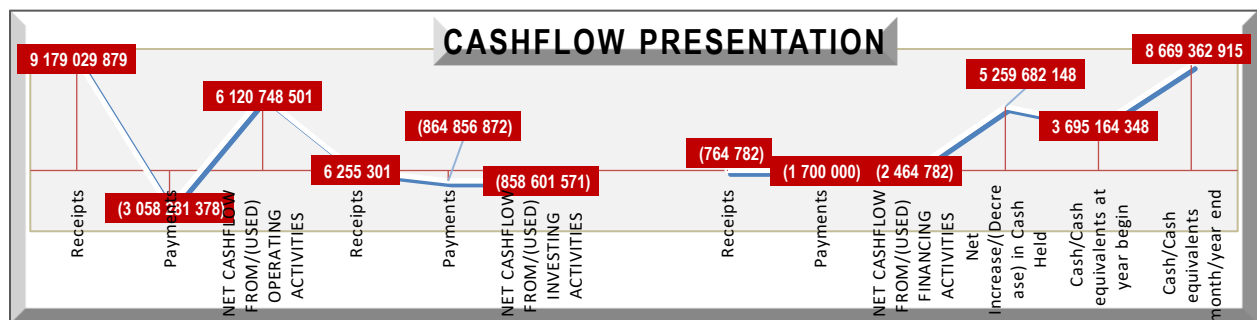 CASHFLOW PRESENTATION
9 179 029 879
(3 058 281 378)
6 120 748 501
6 255 301
(864 856 872)
(858 601 571)
(764 782)
(1 700 000)
(2 464 782)
5 259 682 148
3 695 164 348
8 669 362 915
Receipts
Payments
NET CASHFLOW
FROM/(USED)
OPERATING
ACTIVITIES
Receipts
Payments
NET CASHFLOW
FROM/(USED)
INVESTING
ACTIVITIES
Receipts
Payments
NET CASHFLOW
FROM/(USED)
FINANCING
ACTIVITIES
Net
Increase/(Decre
ase) in Cash
Held
Cash/Cash
equivalents at
year begin
Cash/Cash
equivalents
month/year end